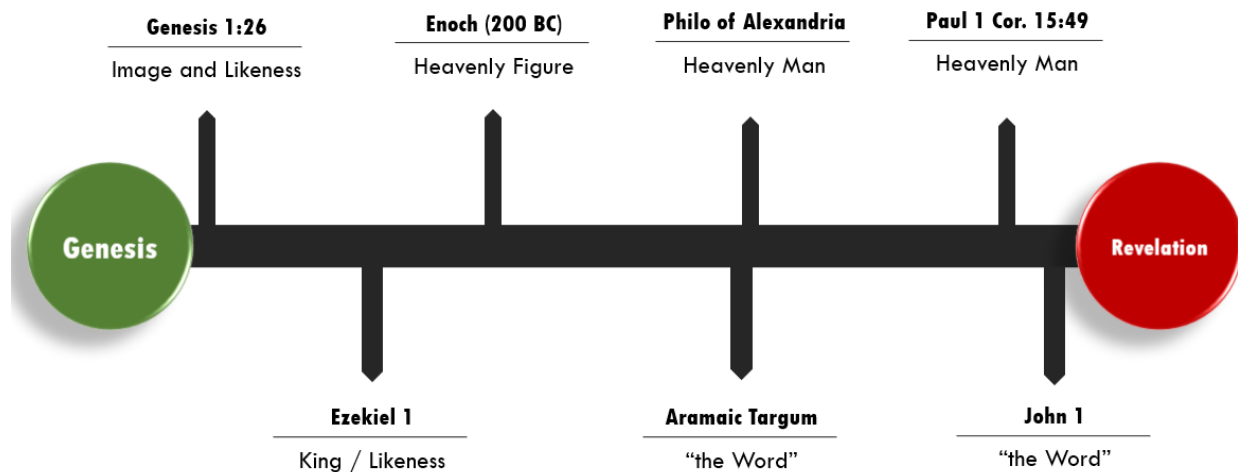 Genesis 1:26
Image and Likeness
Enoch (200 BC)
Heavenly Figure
Philo of Alexandria
Heavenly Man
Paul 1 Cor. 15:49
Heavenly Man
Genesis
Revelation
Ezekiel 1
King / Likeness
Aramaic Targum
“the Word”
John 1
“the Word”